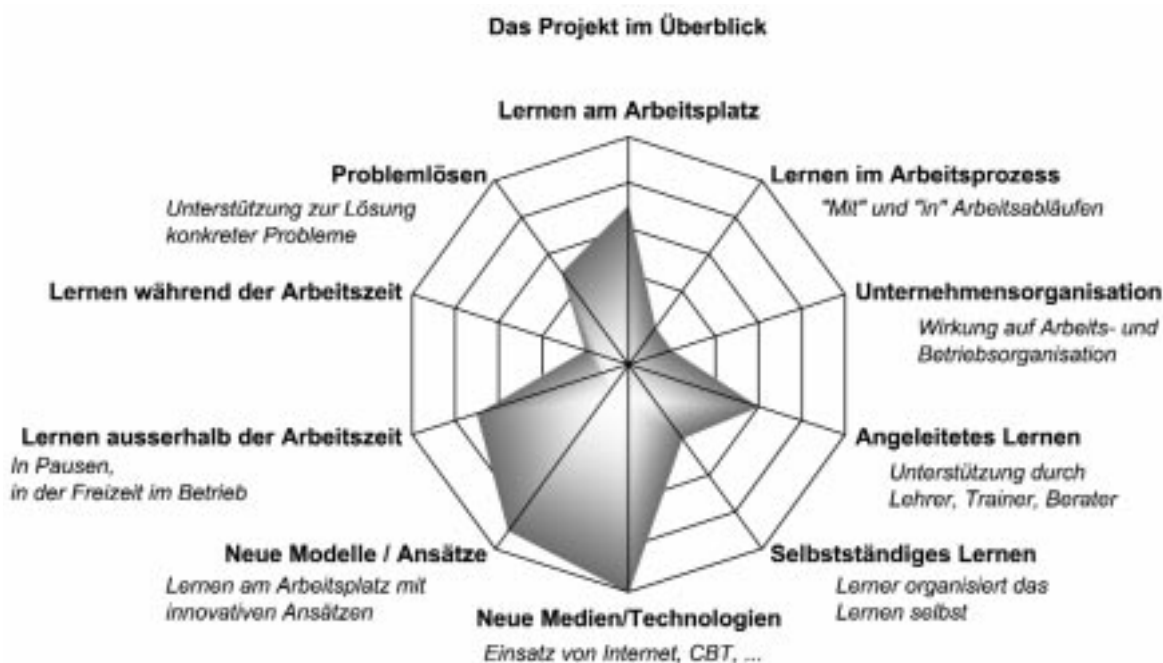 Das Projekt im Überblick
Lernen am Arbeitsplatz
Lernen im Arbeitsprozess
"Mit" und "in" Arbeitsabläufen
Unternehmensorganisation
Wirkung auf Arbeits- und
Betriebsorganisation
Angeleitetes Lernen
Unterstützung durch
Lehrer, Trainer, Berater
Selbstständiges Lernen
Lerner organisiert das
Lernen selbst
Neue Medien/Technologien
Einsatz von Internet, CBT, ...
Neue Modelle / Ansätze
Lernen am Arbeitsplatz mit
innovativen Ansätzen
Lernen ausserhalb der Arbeitszeit
In Pausen,
in der Freizeit im Betrieb
Lernen während der Arbeitszeit
Problemlösen
Unterstützung zur Lösung
konkreter Probleme